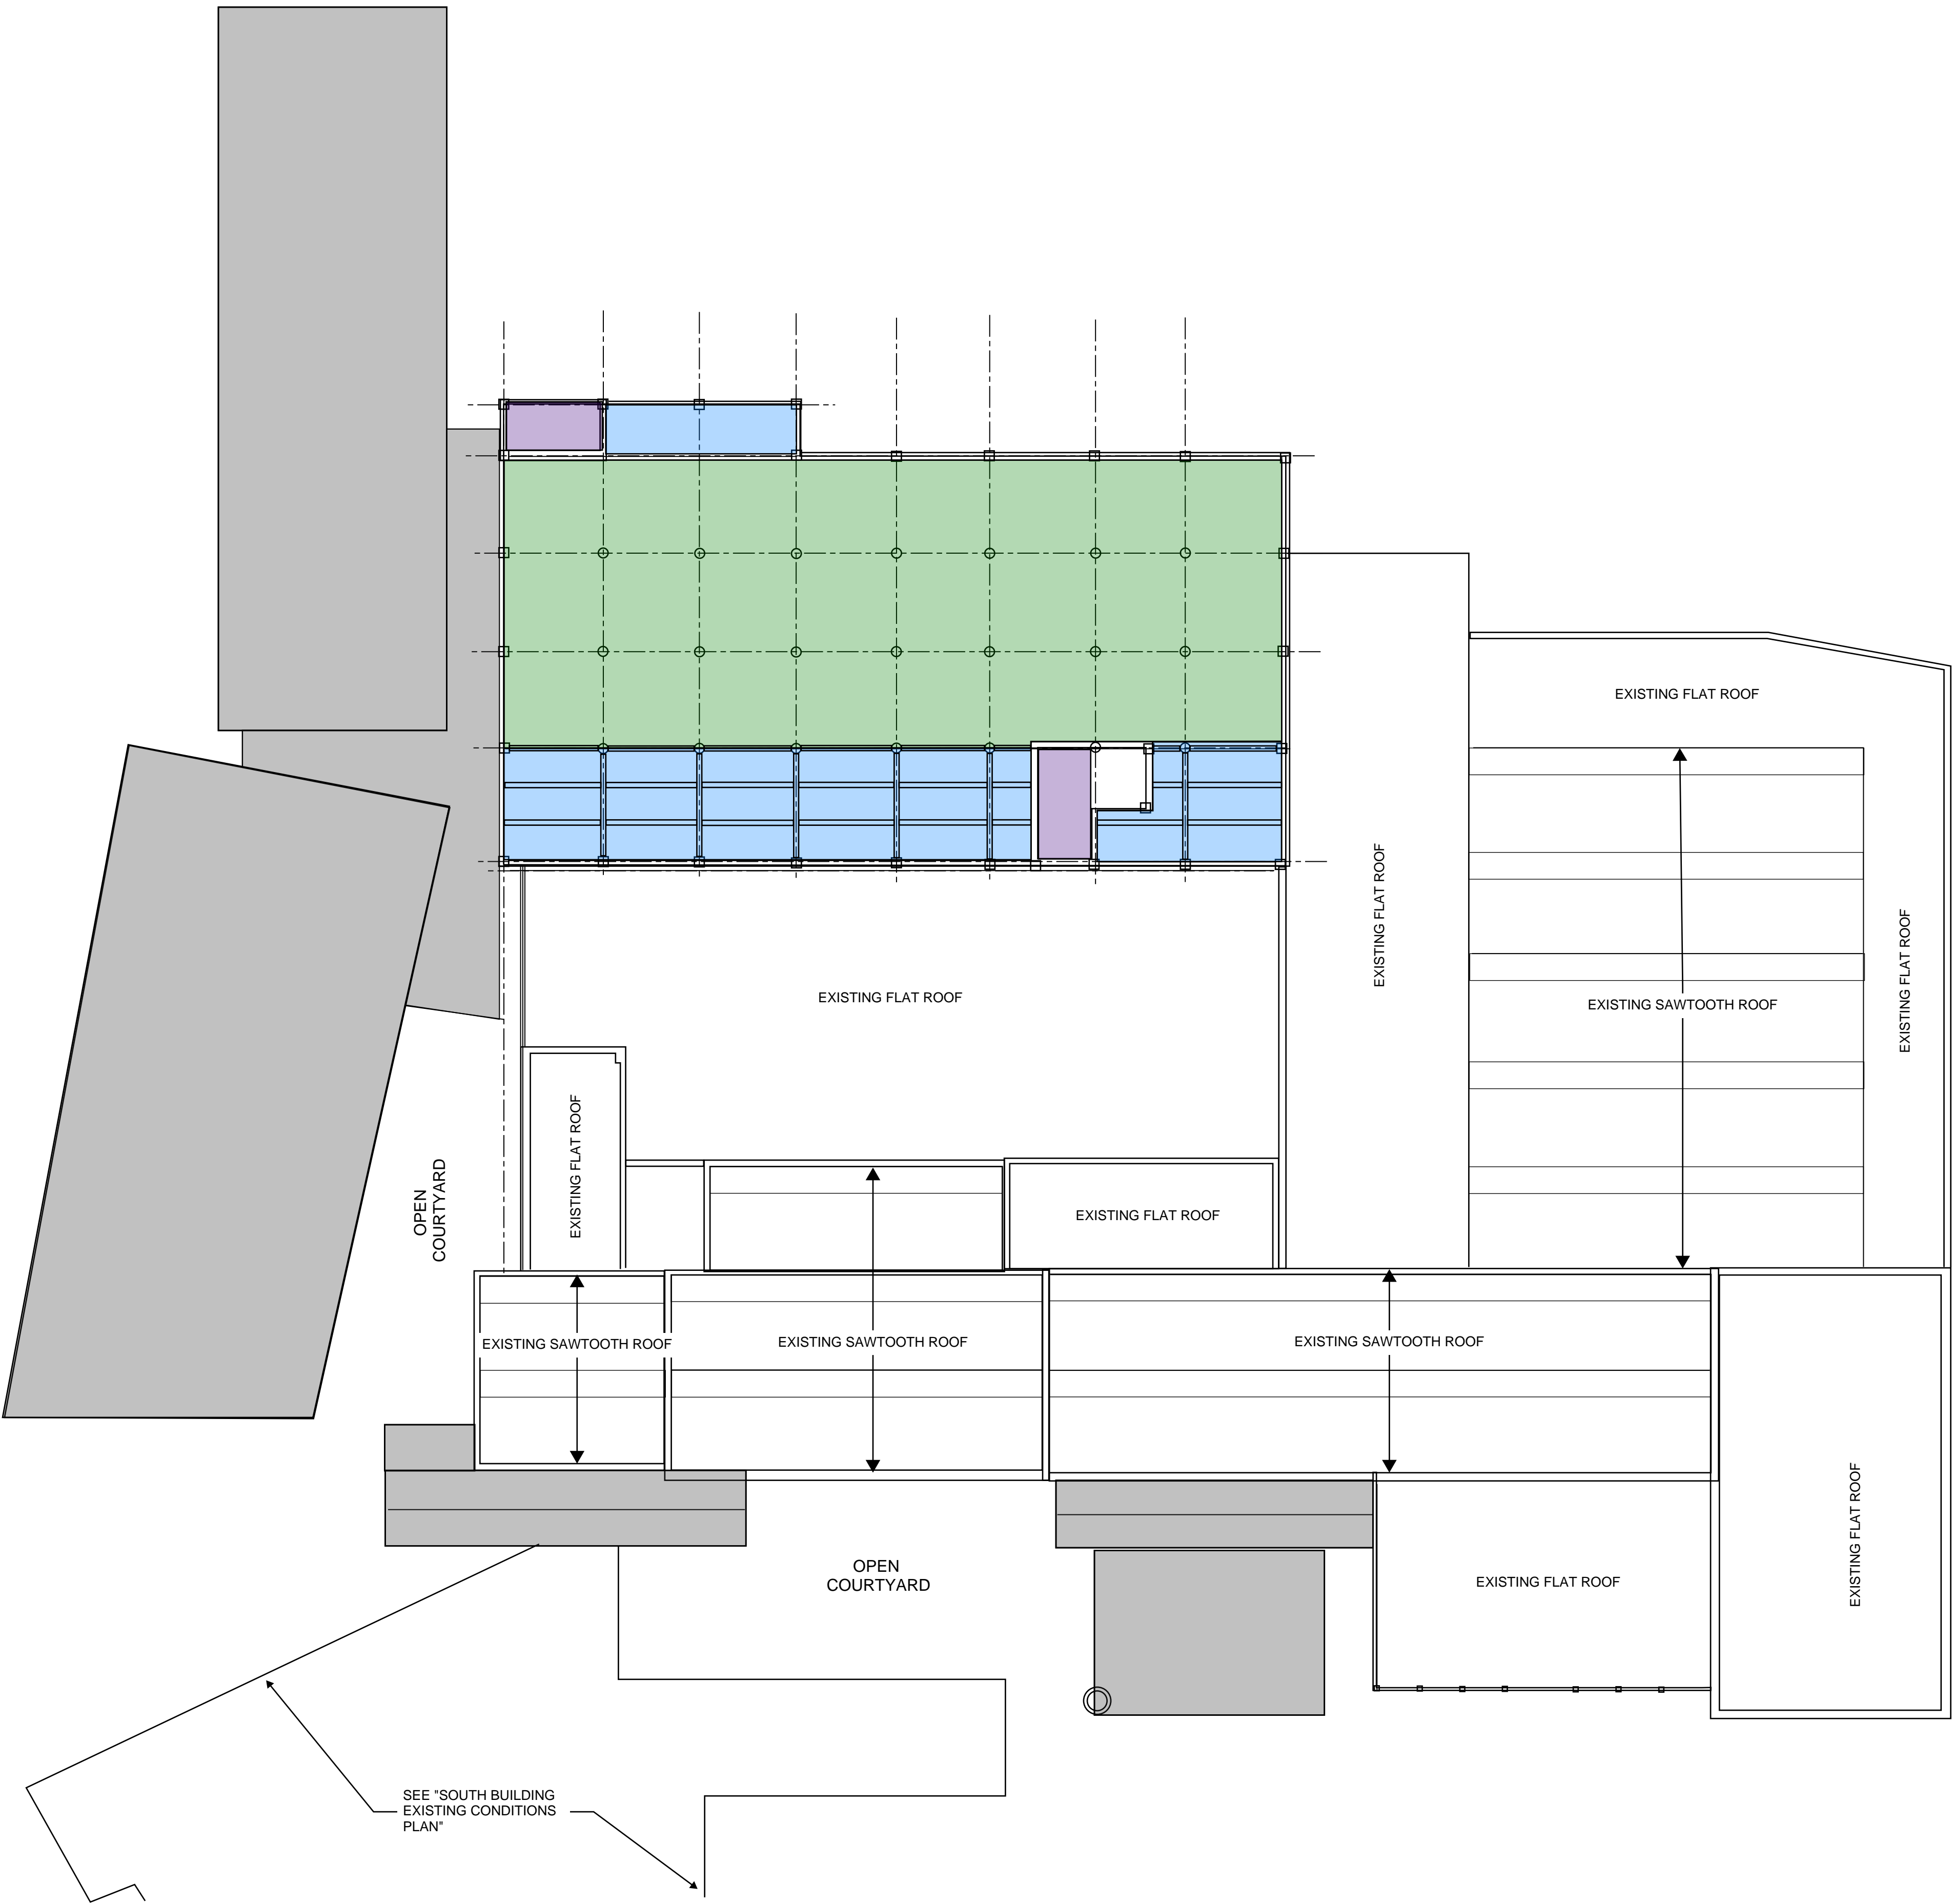 EXISTING FLAT ROOF
EXISTING FLAT ROOF
EXISTING FLAT ROOF
EXISTING FLAT ROOF
EXISTING SAWTOOTH ROOF
EXISTING FLAT ROOF
OPEN
COURTYARD
EXISTING FLAT ROOF
EXISTING SAWTOOTH ROOF
EXISTING SAWTOOTH ROOF
EXISTING SAWTOOTH ROOF
EXISTING FLAT ROOF
OPEN
COURTYARD
EXISTING FLAT ROOF
SEE "SOUTH BUILDING
EXISTING CONDITIONS
PLAN"